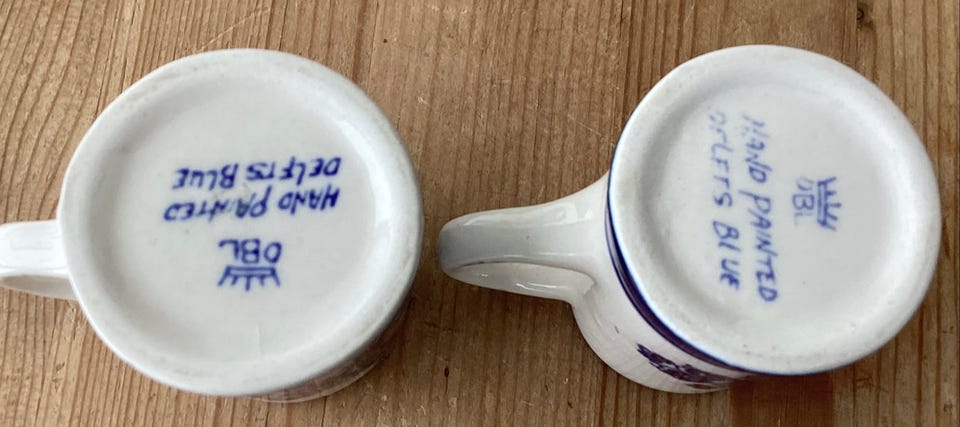 DBL
HAND PAINTED
DELFTS BLUE
DBL
HAND PAINTED
DELFTS BLUE